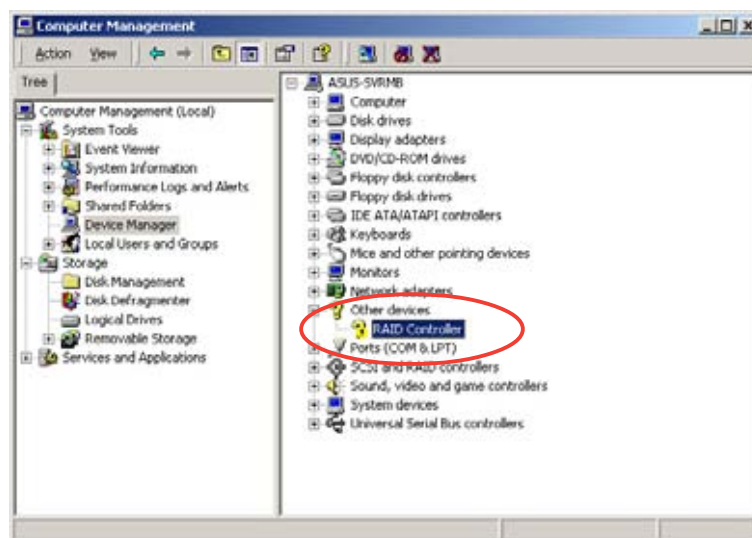 Computer Management
Action View
Tree
Computer Management (Local)
System Tools
Event Viewer
System Information
Performance Logs and Alerts
Shared Folders
Device Manager
Local Users and Groups
Storage
Disk Management
Disk Defragmenter
Logical Drives
Removable Storage
Services and Applications
ASUS-SVRMB
Computer
Disk drives
Display adapters
DVD/CD-ROM drives
Floppy disk controllers
Floppy disk drives
IDE ATA/ATAPI controllers
Keyboards
Mice and other pointing devices
Monitors
Network adapters
Other devices
RAID Controller
Ports (COM & LPT)
SCSI and RAID controllers
Sound, video and game controllers
System devices
Universal Serial Bus controllers